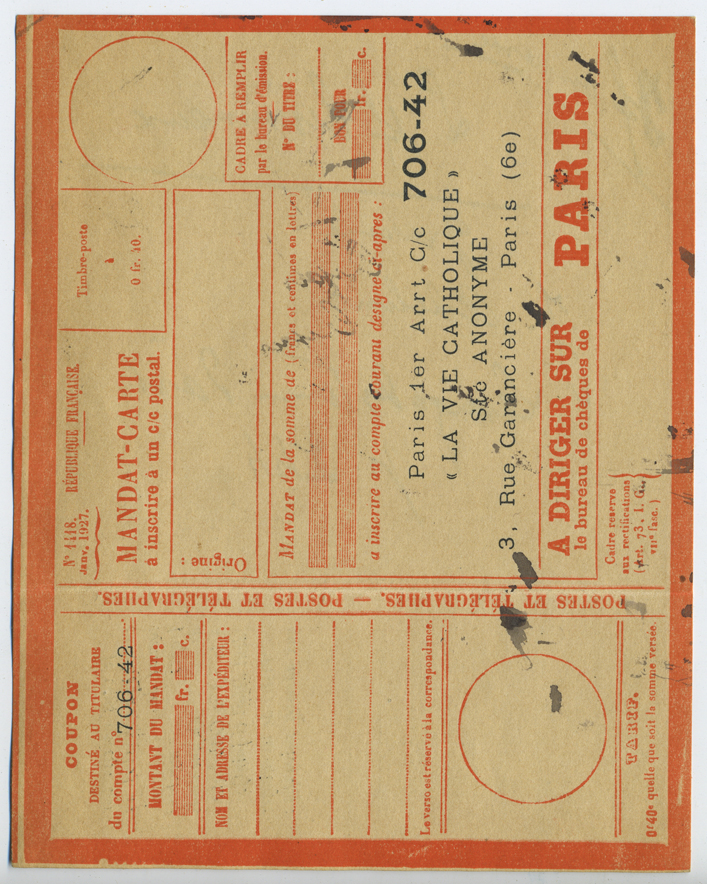 COUPON
DESTINÉ AU TITULAIRE
du compte n° 706-42
MONTANT DU MANDAT :
fr. c.
NOM ET ADRESSE DE L'EXPÉDITEUR :
Le verso est réservé à la correspondance.
TARIF.
0f40c quelle que soit la somme versée.
POSTES ET TÉLÉGRAPHES. — POSTES ET TÉLÉGRAPHES.
N° 1418.
Janv. 1927.
RÉPUBLIQUE FRANÇAISE.
MANDAT-CARTE
à inscrire à un c/c postal.
Timbre-poste
à
0 fr. 40.
Origine :
CADRE A REMPLIR
par le bureau d'émission.
N° DU TITRE :
BON POUR
fr. c.
MANDAT de la somme de (francs et centimes en lettres)
à inscrire au compte courant désigné ci-après :
Paris 1er Arrt C/c 706-42
« LA VIE CATHOLIQUE »
Sté ANONYME
3, Rue Garancière - Paris (6e)
A DIRIGER SUR
le bureau de chèques de
PARIS
Cadre réservé
aux rectifications
(Art. 73, I. G.,
VIIe fasc.)